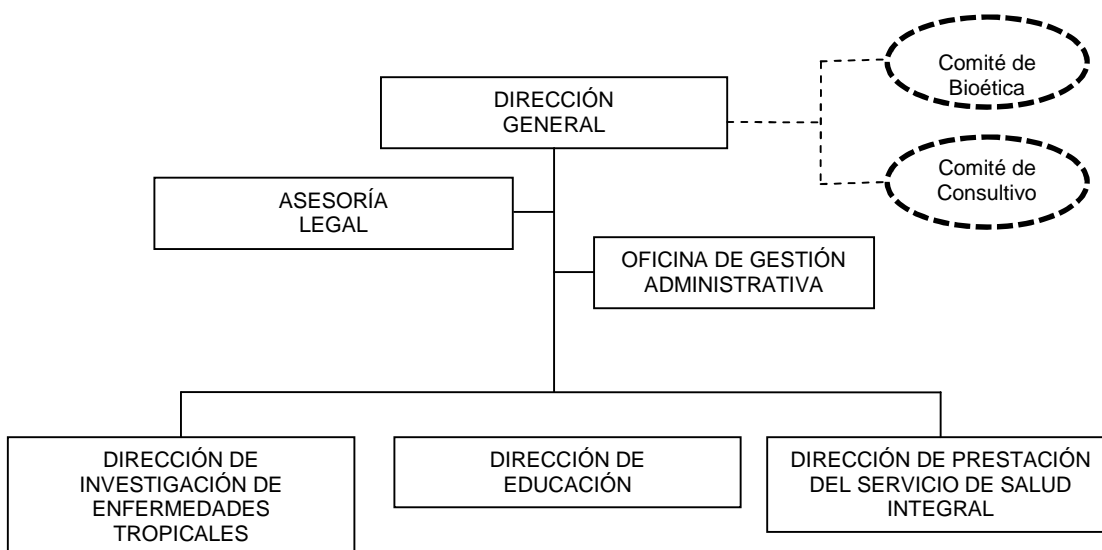 DIRECCIÓN
GENERAL
Comité de
Bioética
Comité de
Consultivo
ASESORÍA
LEGAL
OFICINA DE GESTIÓN
ADMINISTRATIVA
DIRECCIÓN DE
INVESTIGACIÓN DE
ENFERMEDADES
TROPICALES
DIRECCIÓN DE
EDUCACIÓN
DIRECCIÓN DE PRESTACIÓN
DEL SERVICIO DE SALUD
INTEGRAL